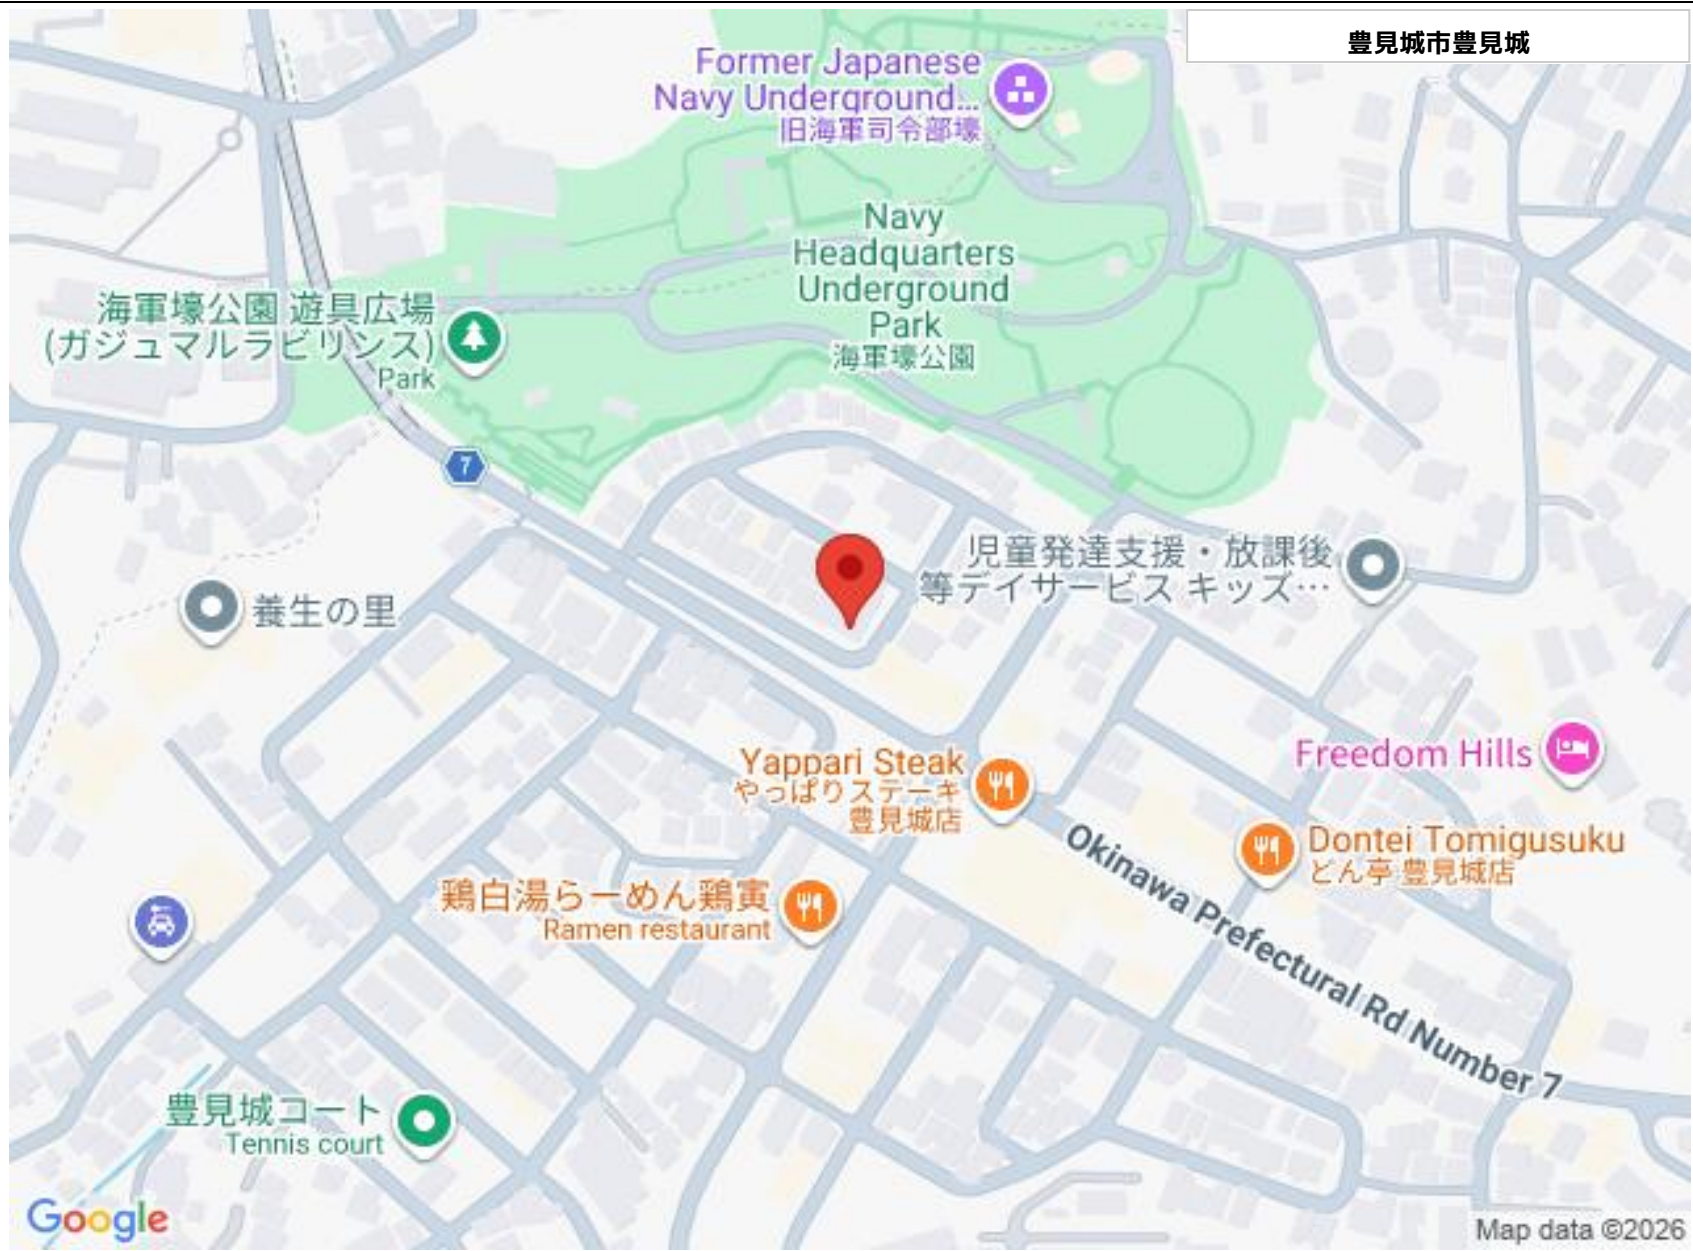 豊見城市豊見城
Former Japanese
Navy Underground...
旧海軍司令部壕
Navy
Headquarters
Underground
Park
海軍壕公園
海軍壕公園 遊具広場
(ガジュマルラビリンス)
Park
7
児童発達支援・放課後
等デイサービス キッズ…
養生の里
Yappari Steak
やっぱりステーキ
豊見城店
Freedom Hills
Dontei Tomigusuku
どん亭 豊見城店
Okinawa Prefectural Rd Number 7
鶏白湯らーめん鶏寅
Ramen restaurant
豊見城コート
Tennis court
Google
Map data ©2026